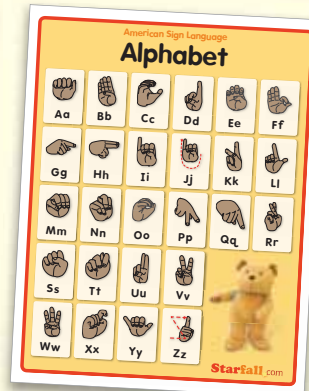 American Sign Language
Alphabet
Aa Bb Cc Dd Ee Ff
Gg Hh Ii Jj Kk Ll
Mm Nn Oo Pp Qq Rr
Ss Tt Uu Vv
Ww Xx Yy Zz
Starfall.com